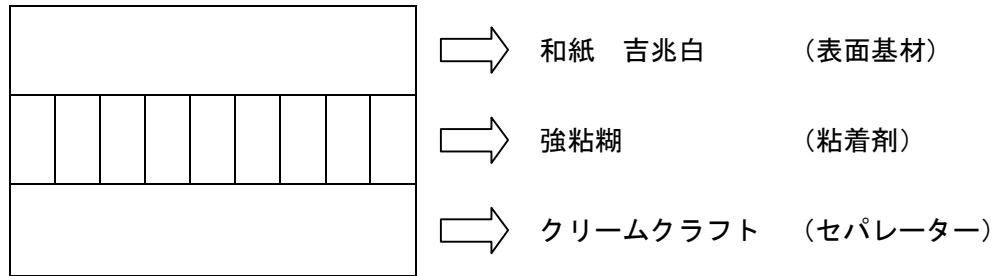 和紙　吉兆白　（表面基材）
強粘糊　（粘着剤）
クリームクラフト　（セパレーター）